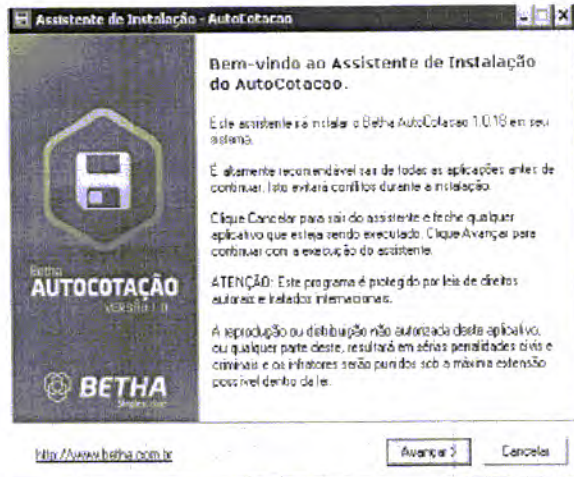 Assistente de Instalação - AutoCotacao
Bem-vindo ao Assistente de Instalação
do AutoCotacao.
Este assistente irá instalar o Betha AutoCotacao 1.0.18 em seu
sistema.
É altamente recomendável sair de todas as aplicações antes de
continuar. Isto evitará conflitos durante a instalação.
Clique Cancelar para sair do assistente e feche qualquer
aplicativo que esteja sendo executado. Clique Avançar para
continuar com a execução do assistente.
ATENÇÃO: Este programa é protegido por leis de direitos
autorais e tratados internacionais.
A reprodução ou distribuição não autorizada deste aplicativo,
ou qualquer parte deste, resultará em sérias penalidades civis e
criminais e os infratores serão punidos sob a máxima extensão
possível dentro da lei.
Betha
AUTOCOTAÇÃO
VERSÃO 1.0
BETHA
http://www.betha.com.br
Avançar >
Cancelar